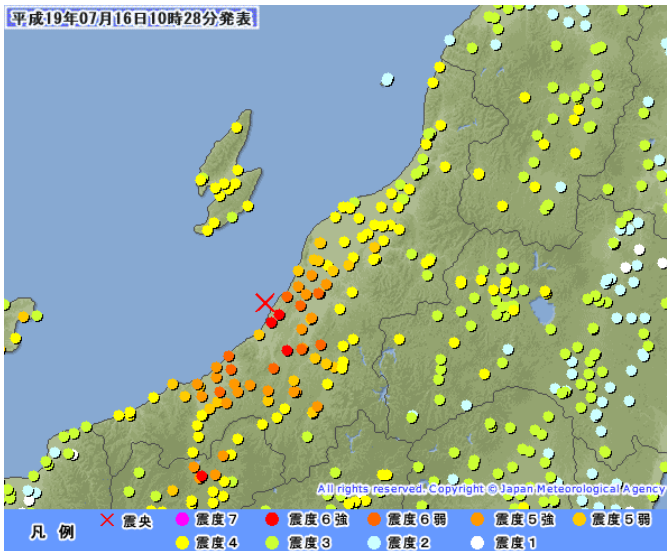 平成19年07月16日10時28分発表
All rights reserved. Copyright © Japan Meteorological Agency
凡 例 震央 震度7 震度6強 震度6弱 震度5強 震度5弱
震度4 震度3 震度2 震度1